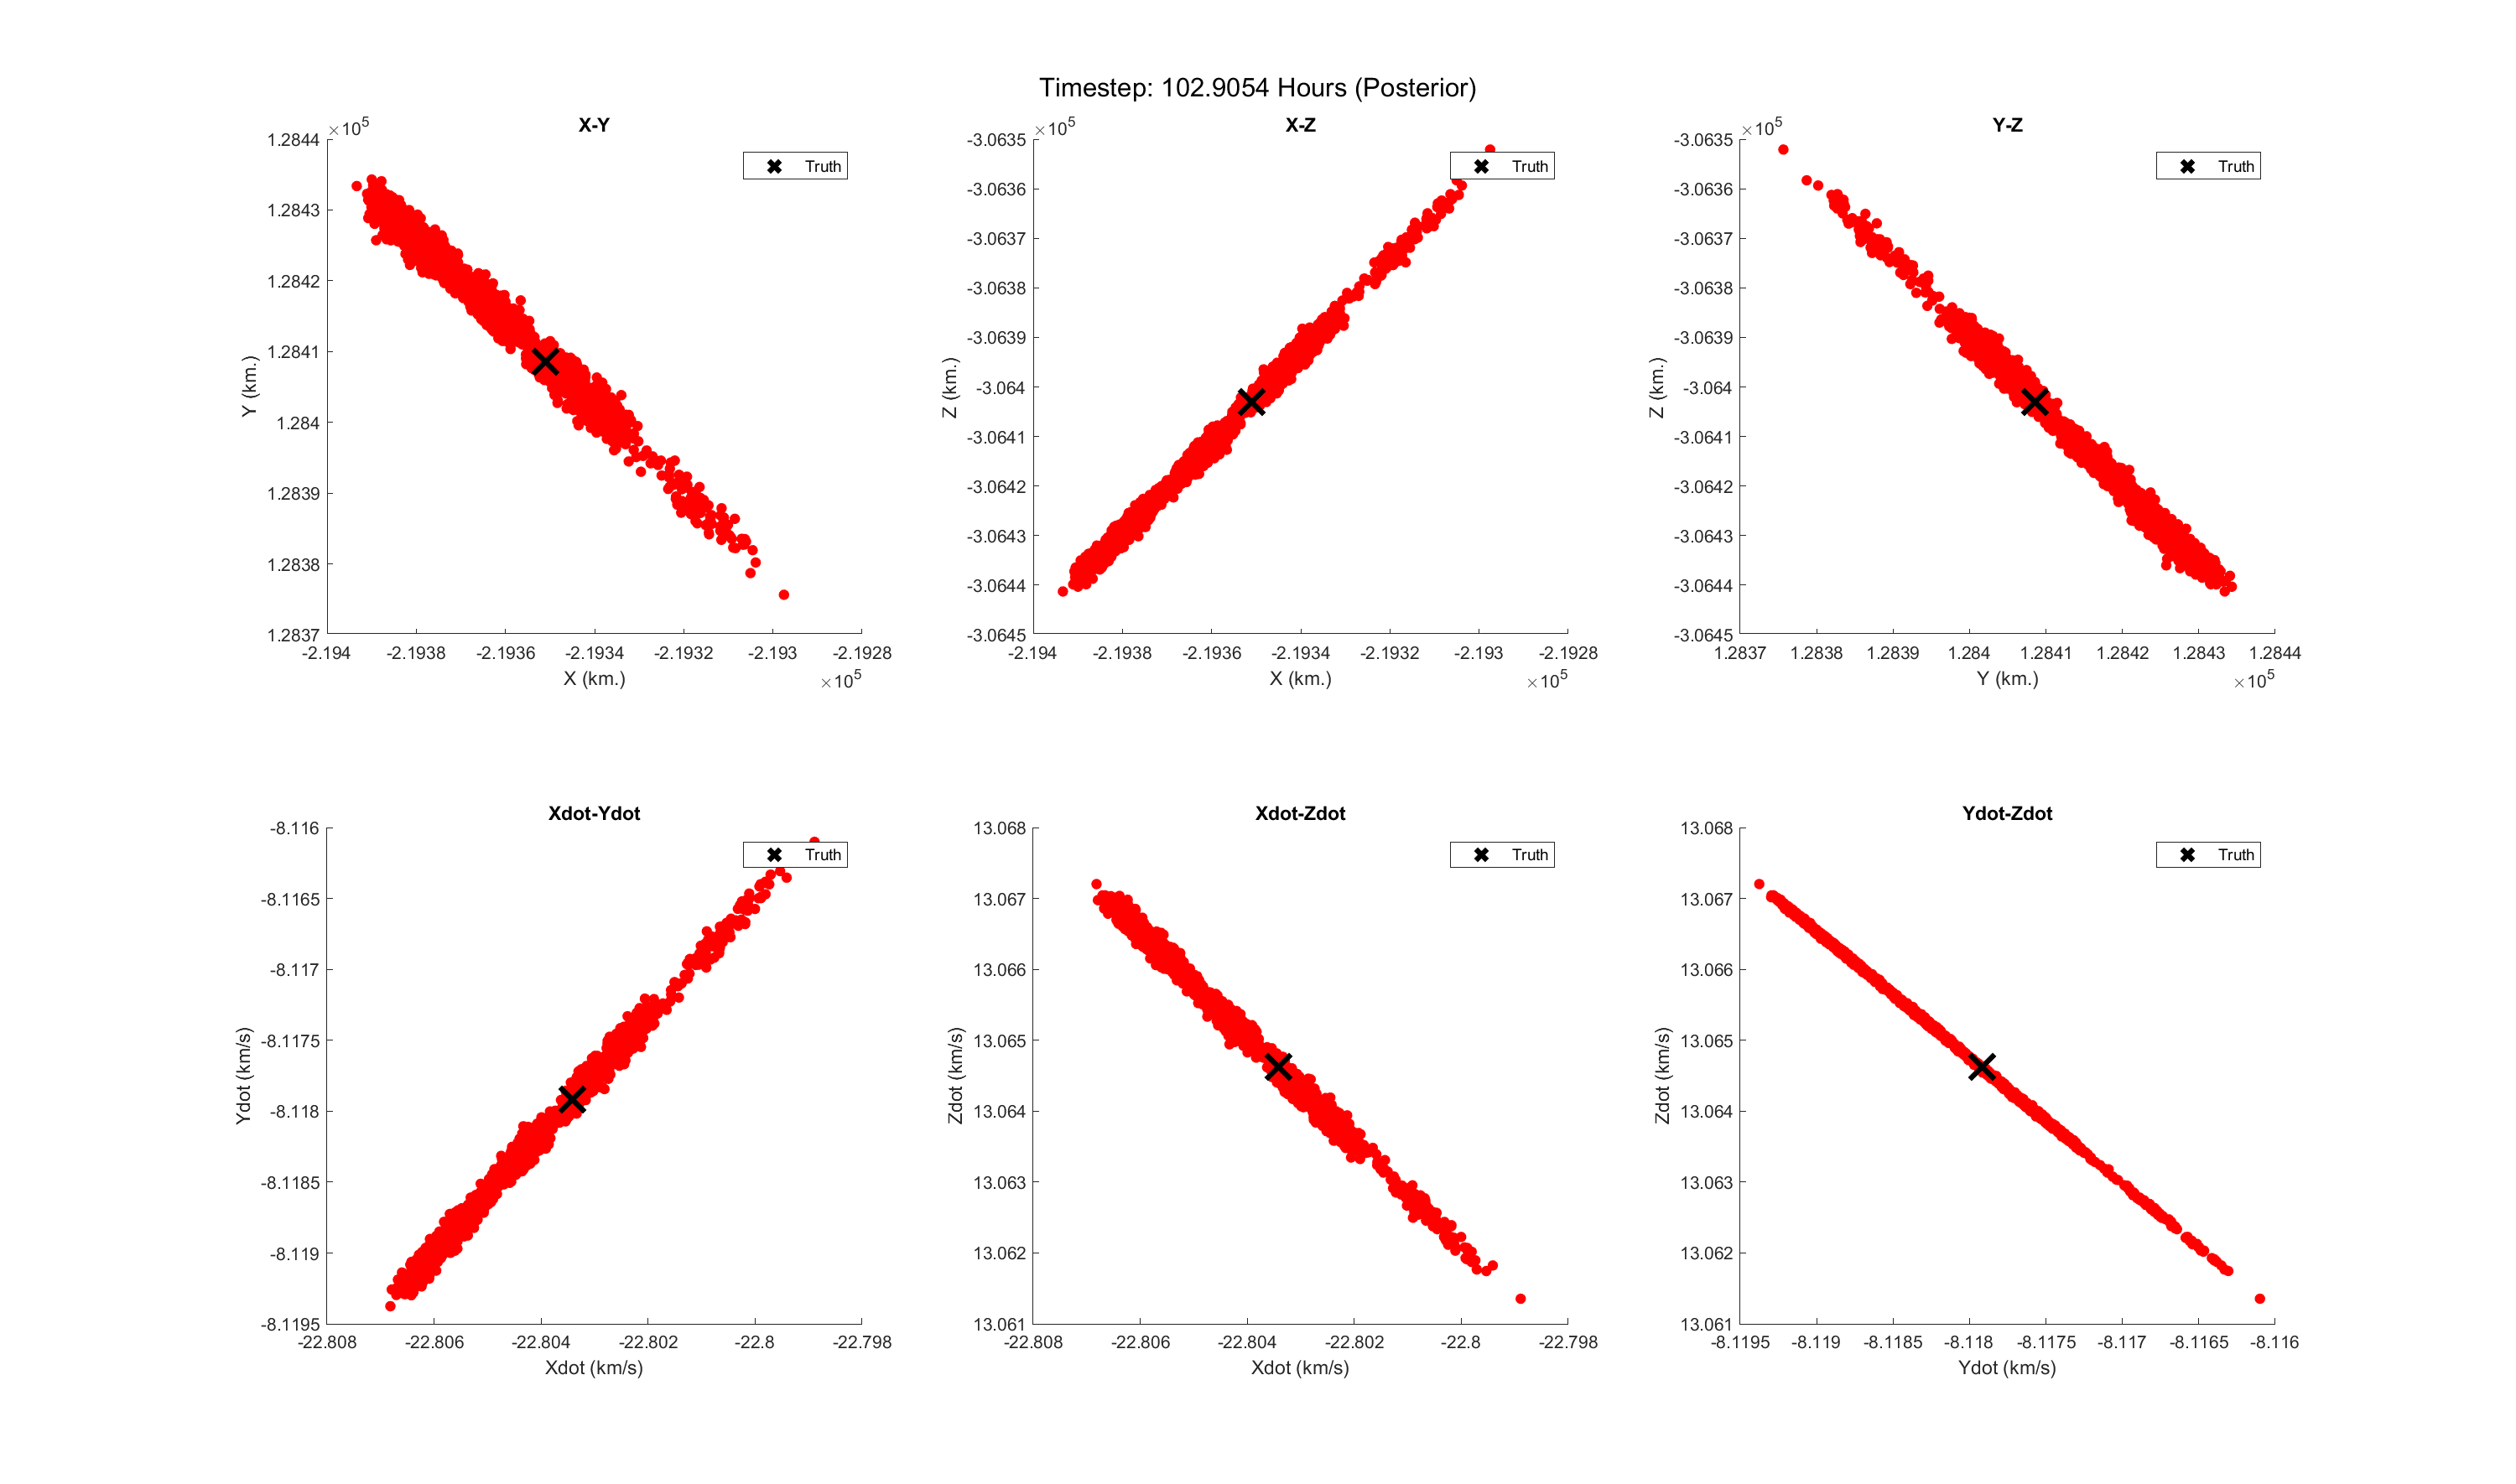 Timestep: 102.9054 Hours (Posterior)
X-Y
×10^5
1.2844
1.2843
1.2842
1.2841
1.284
1.2839
1.2838
1.2837
Y (km.)
Truth
-2.194 -2.1938 -2.1936 -2.1934 -2.1932 -2.193 -2.1928
X (km.)
×10^5
X-Z
×10^5
-3.0635
-3.0636
-3.0637
-3.0638
-3.0639
-3.064
-3.0641
-3.0642
-3.0643
-3.0644
-3.0645
Z (km.)
Truth
-2.194 -2.1938 -2.1936 -2.1934 -2.1932 -2.193 -2.1928
X (km.)
×10^5
Y-Z
×10^5
-3.0635
-3.0636
-3.0637
-3.0638
-3.0639
-3.064
-3.0641
-3.0642
-3.0643
-3.0644
-3.0645
Z (km.)
Truth
1.2837 1.2838 1.2839 1.284 1.2841 1.2842 1.2843 1.2844
Y (km.)
×10^5
Xdot-Ydot
-8.116
-8.1165
-8.117
-8.1175
-8.118
-8.1185
-8.119
-8.1195
Ydot (km/s)
Truth
-22.808 -22.806 -22.804 -22.802 -22.8 -22.798
Xdot (km/s)
Xdot-Zdot
13.068
13.067
13.066
13.065
13.064
13.063
13.062
13.061
Zdot (km/s)
Truth
-22.808 -22.806 -22.804 -22.802 -22.8 -22.798
Xdot (km/s)
Ydot-Zdot
13.068
13.067
13.066
13.065
13.064
13.063
13.062
13.061
Zdot (km/s)
Truth
-8.1195 -8.119 -8.1185 -8.118 -8.1175 -8.117 -8.1165 -8.116
Ydot (km/s)